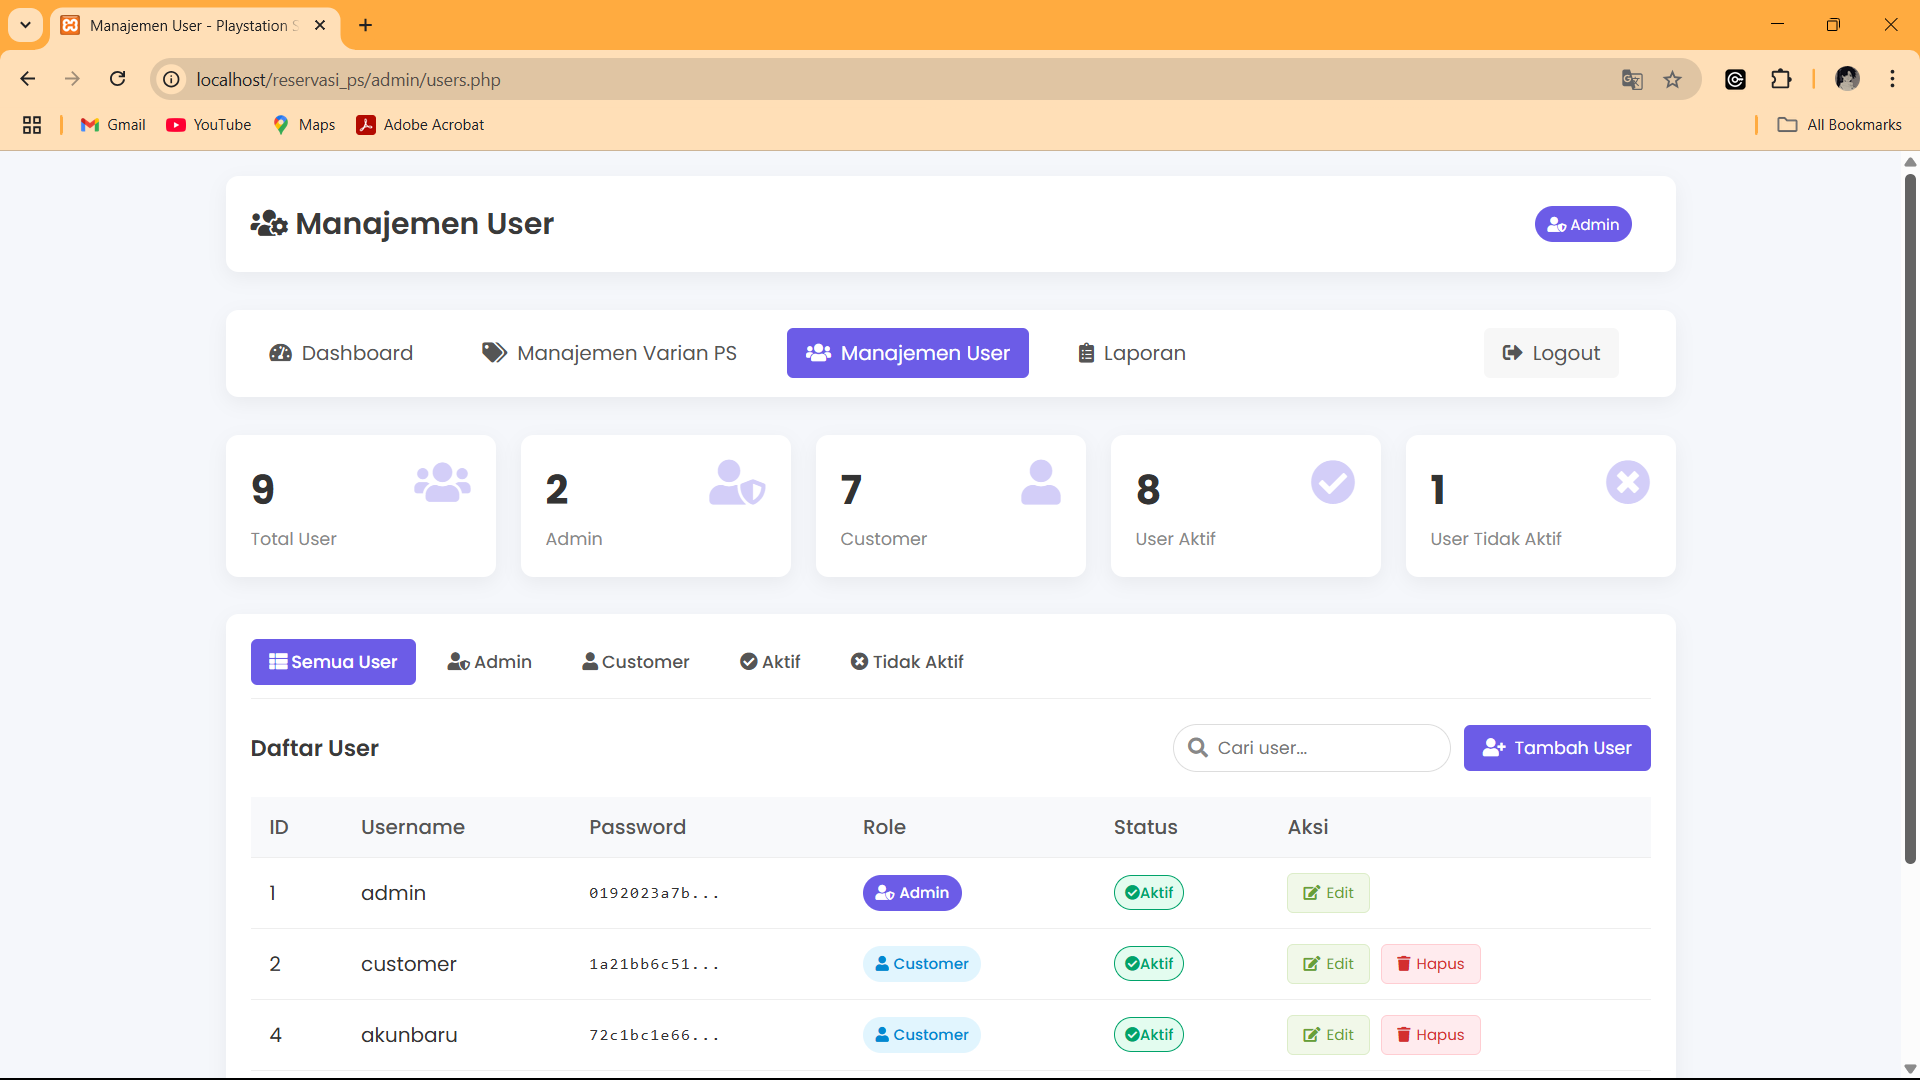 Manajemen User - Playstation S
localhost/reservasi_ps/admin/users.php
Gmail YouTube Maps Adobe Acrobat All Bookmarks
Manajemen User Admin
Dashboard Manajemen Varian PS Manajemen User Laporan Logout
9 2 7 8 1
Total User Admin Customer User Aktif User Tidak Aktif
Semua User Admin Customer Aktif Tidak Aktif
Daftar User Cari user... Tambah User
ID Username Password Role Status Aksi
1 admin 0192023a7b... Admin Aktif Edit
2 customer 1a21bb6c51... Customer Aktif Edit Hapus
4 akunbaru 72c1bc1e66... Customer Aktif Edit Hapus